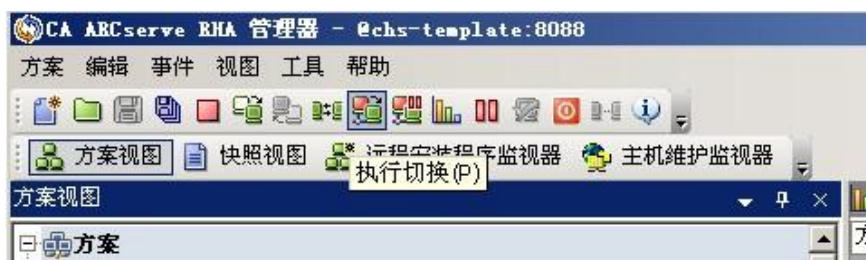 CA ARCserve RHA 管理器 - @chs-template:8088
方案 编辑 事件 视图 工具 帮助
方案视图 快照视图 远程安装程序监视器 主机维护监视器
执行切换(P)
方案视图
方案